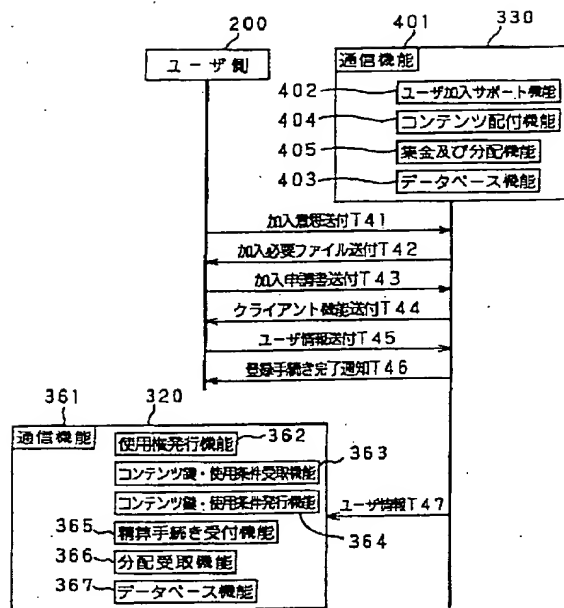 200
ユーザ側
401
330
通信機能
402
ユーザ加入サポート機能
404
コンテンツ配付機能
405
集金及び分配機能
403
データベース機能
加入意思送付T41
加入必要ファイル送付T42
加入申請書送付T43
クライアント機能送付T44
ユーザ情報送付T45
登録手続き完了通知T46
361
320
通信機能
使用権発行機能
362
コンテンツ鍵・使用条件受取機能
363
コンテンツ鍵・使用条件発行機能
364
ユーザ情報T47
365
精算手続き受付機能
366
分配受取機能
367
データベース機能